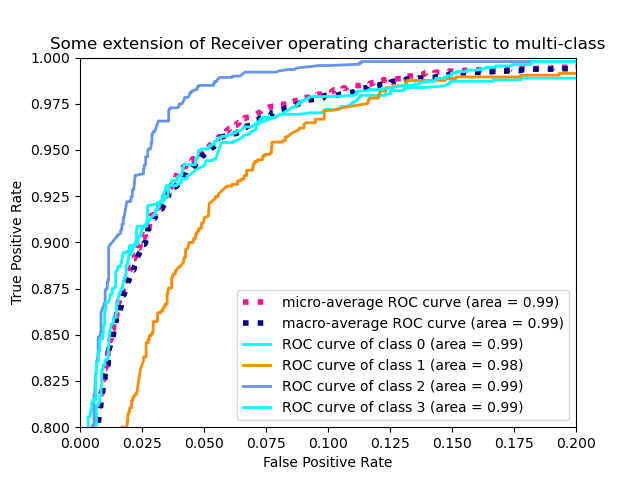 Some extension of Receiver operating characteristic to multi-class
1.000
0.975
0.950
0.925
0.900
0.875
0.850
0.825
0.800
True Positive Rate
micro-average ROC curve (area = 0.99)
macro-average ROC curve (area = 0.99)
ROC curve of class 0 (area = 0.99)
ROC curve of class 1 (area = 0.98)
ROC curve of class 2 (area = 0.99)
ROC curve of class 3 (area = 0.99)
0.000 0.025 0.050 0.075 0.100 0.125 0.150 0.175 0.200
False Positive Rate